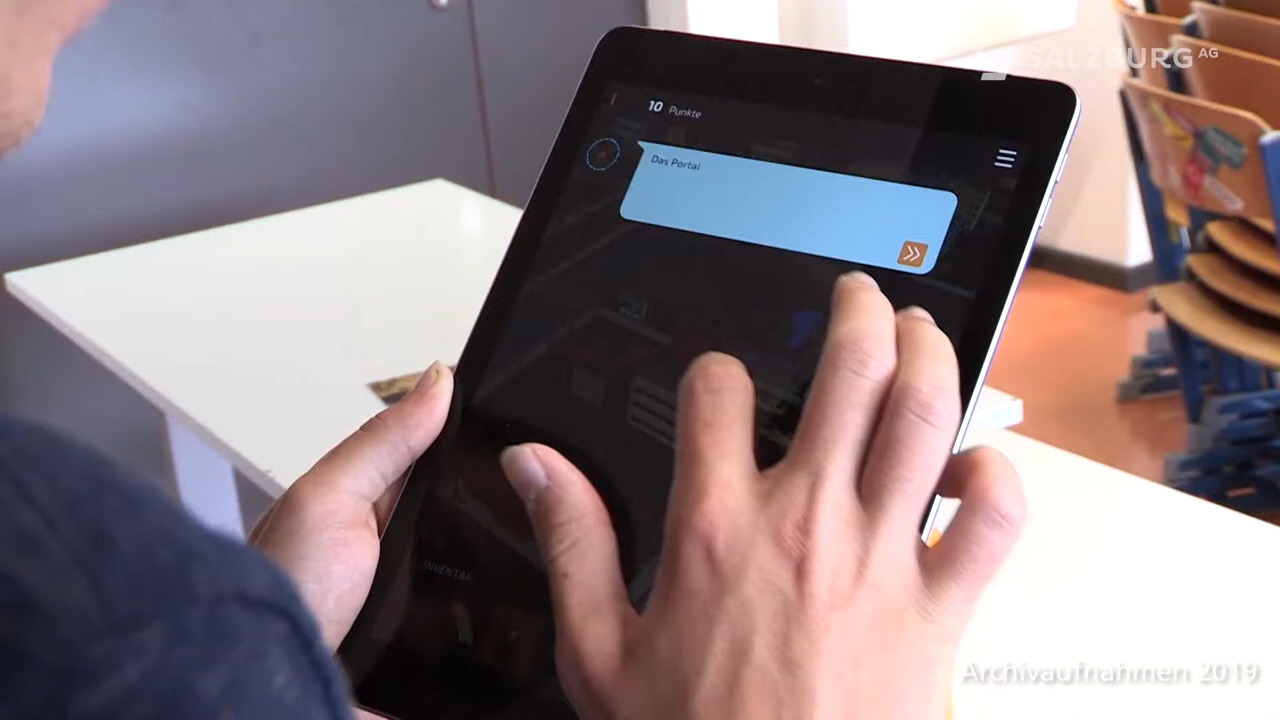 SALZBURG AG
10 Punkte
Das Portal
INVENTAR
Archivaufnahmen 2019